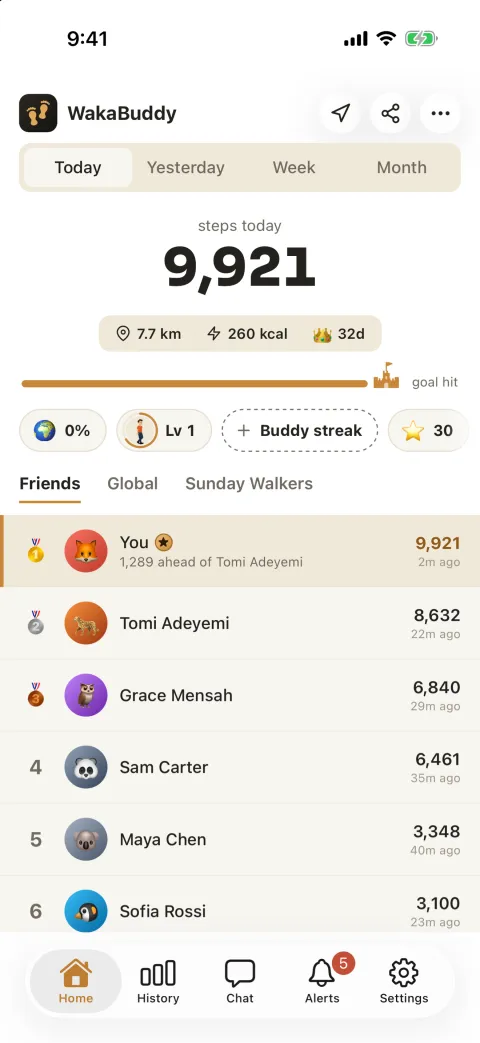 9:41
WakaBuddy
Today Yesterday Week Month
steps today
9,921
7.7 km 260 kcal 32d
goal hit
0% Lv 1 + Buddy streak 30
Friends Global Sunday Walkers
1 You 9,921
1,289 ahead of Tomi Adeyemi 2m ago
2 Tomi Adeyemi 8,632
22m ago
3 Grace Mensah 6,840
29m ago
4 Sam Carter 6,461
35m ago
5 Maya Chen 3,348
40m ago
6 Sofia Rossi 3,100
23m ago
5
Home History Chat Alerts Settings